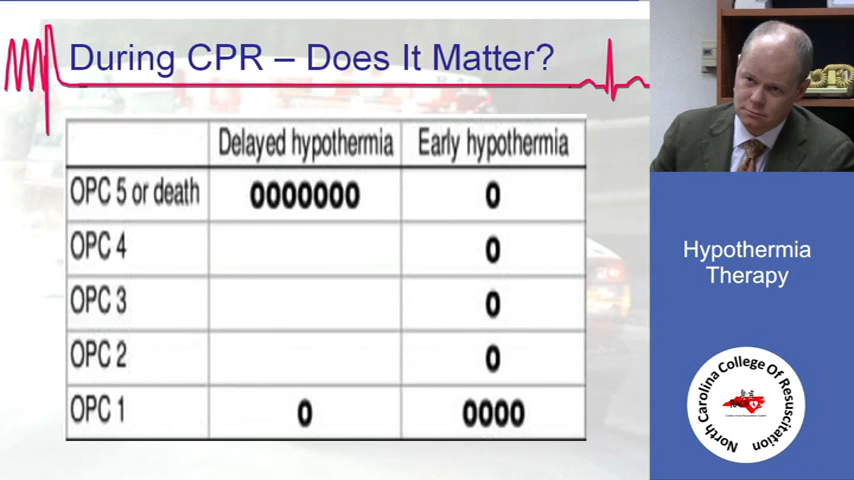 During CPR – Does It Matter?
Delayed hypothermia Early hypothermia
OPC 5 or death 0000000 0
OPC 4 0
OPC 3 0
OPC 2 0
OPC 1 0 0000
Hypothermia
Therapy
North Carolina College Of Resuscitation